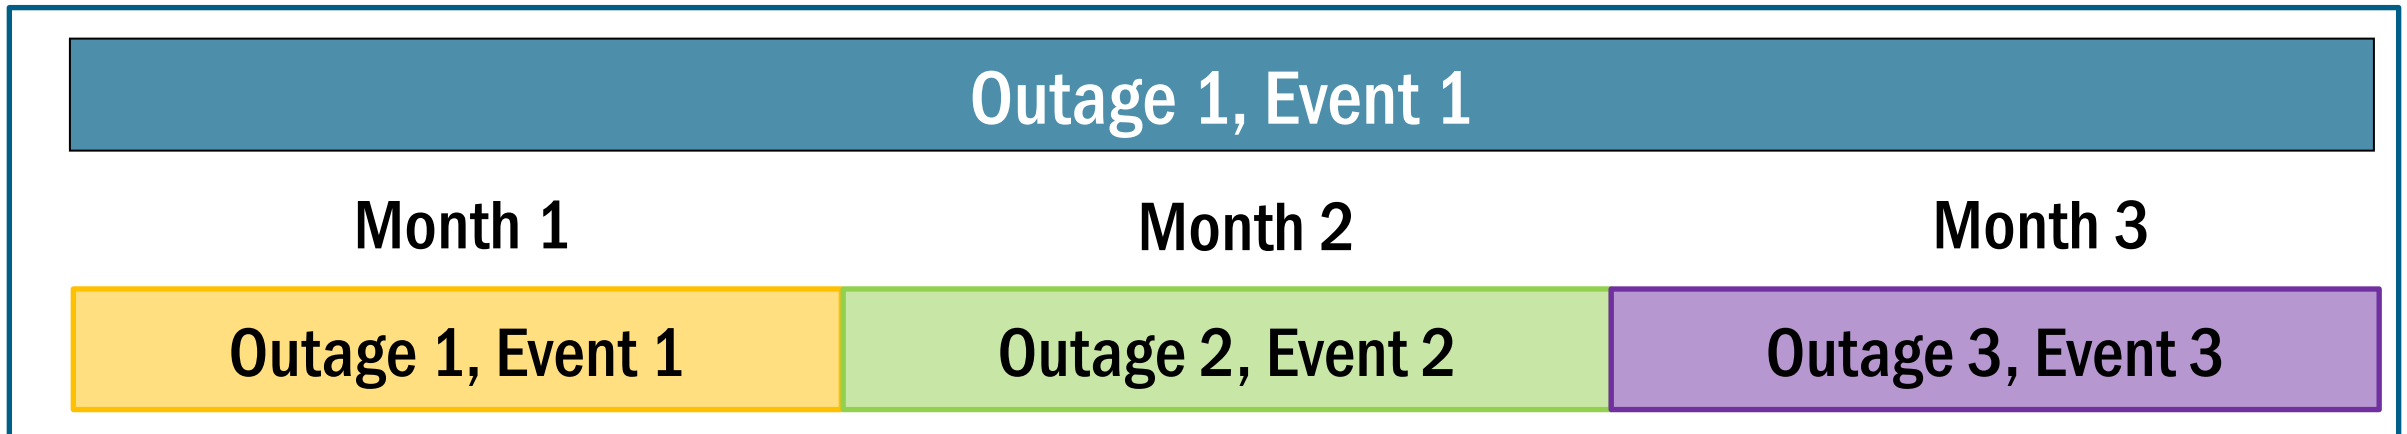 Outage 1, Event 1
Month 1 Month 2 Month 3
Outage 1, Event 1 Outage 2, Event 2 Outage 3, Event 3